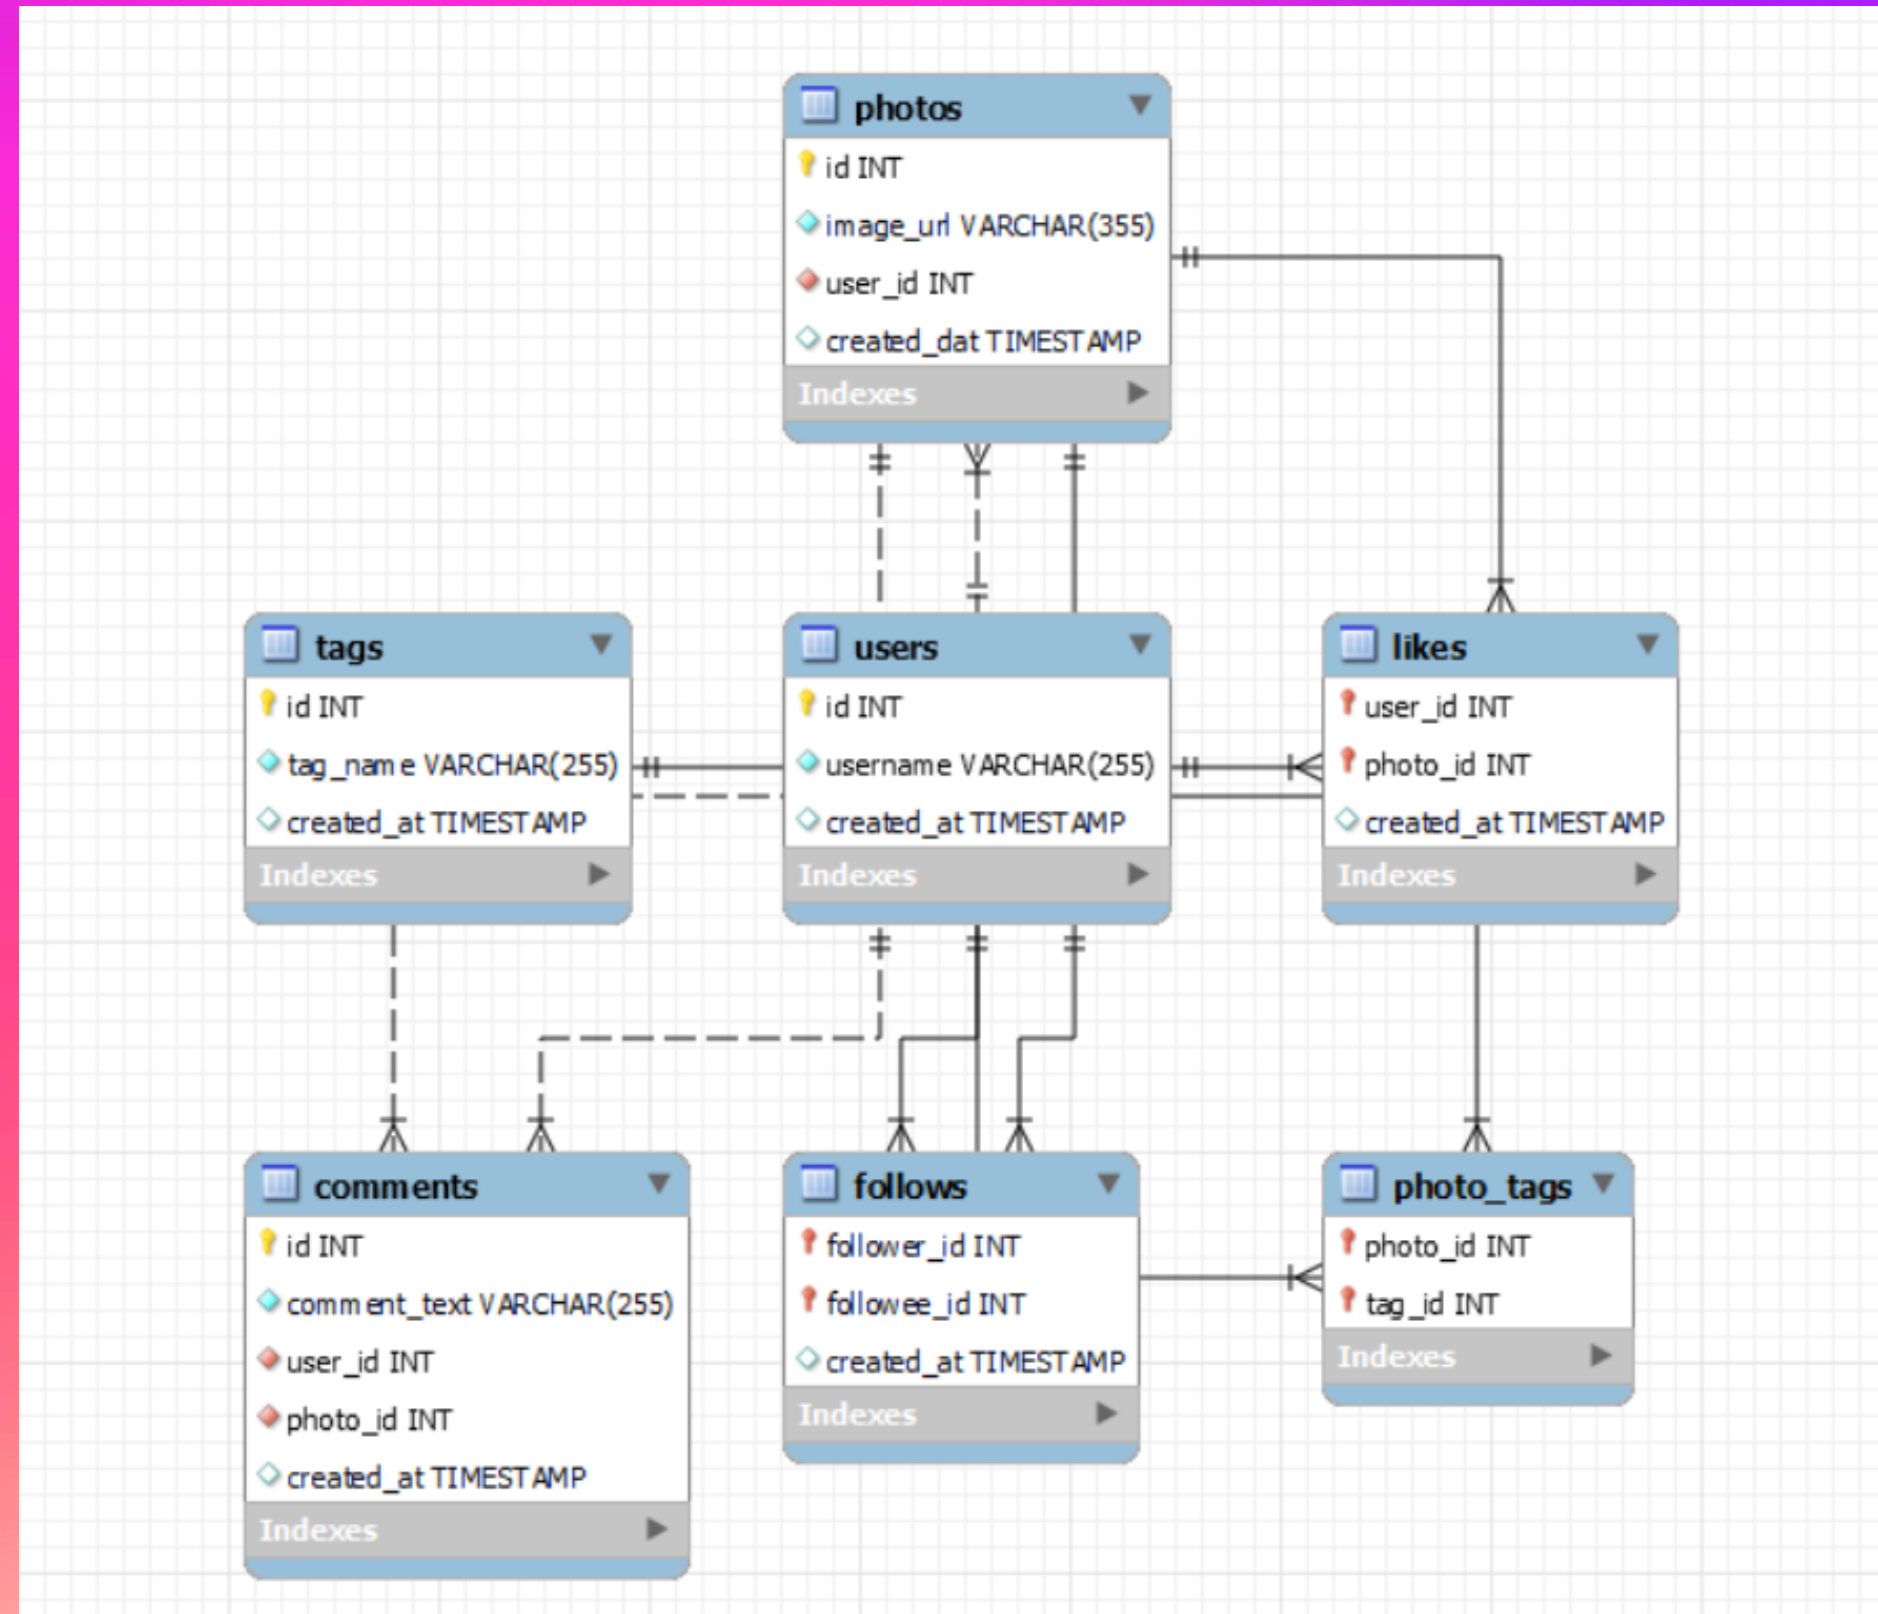 photos
id INT
image_url VARCHAR(355)
user_id INT
created_dat TIMESTAMP
Indexes
tags
id INT
tag_name VARCHAR(255)
created_at TIMESTAMP
Indexes
users
id INT
username VARCHAR(255)
created_at TIMESTAMP
Indexes
likes
user_id INT
photo_id INT
created_at TIMESTAMP
Indexes
comments
id INT
comment_text VARCHAR(255)
user_id INT
photo_id INT
created_at TIMESTAMP
Indexes
follows
follower_id INT
followee_id INT
created_at TIMESTAMP
Indexes
photo_tags
photo_id INT
tag_id INT
Indexes